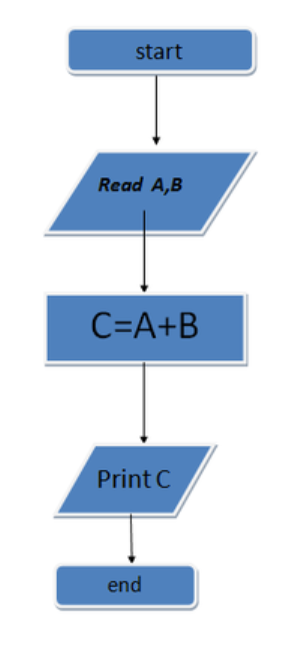 start
Read A,B
C=A+B
Print C
end